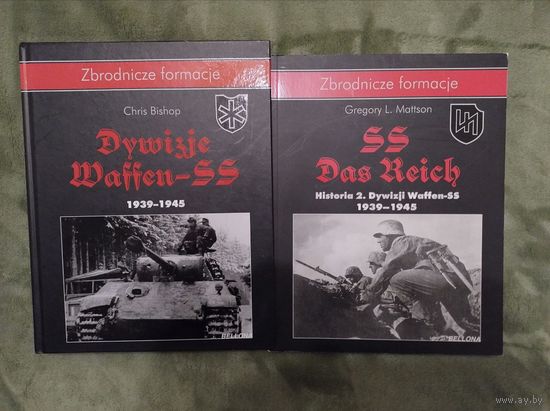 Zbrodnicze formacje
Chris Bishop
Dywizje
Waffen-SS
1939-1945
BELLONA
Zbrodnicze formacje
Gregory L. Mattson
SS
Das Reich
Historia 2. Dywizji Waffen-SS
1939-1945
BELLONA
www.ay.by